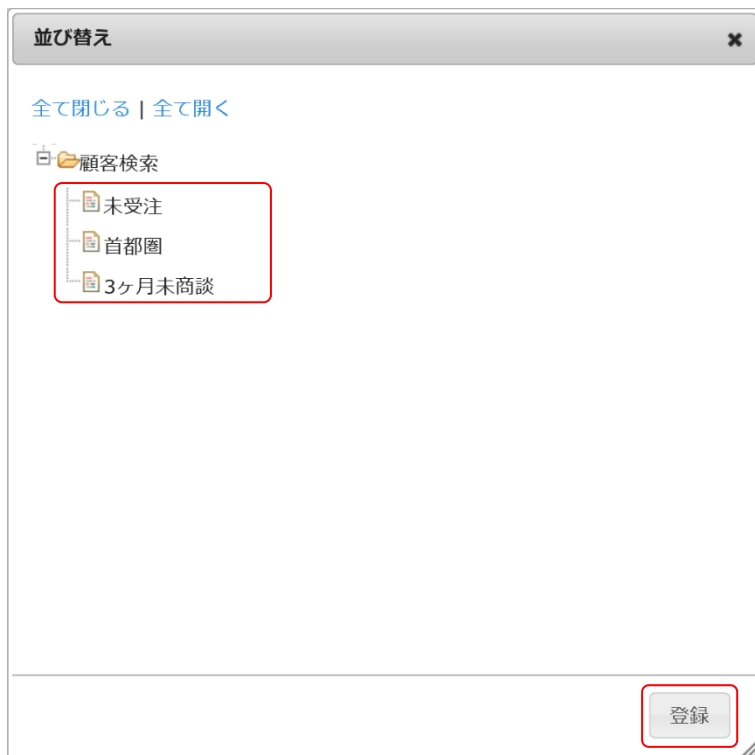 並び替え
全て閉じる | 全て開く
顧客検索
未受注
首都圏
3ヶ月未商談
登録